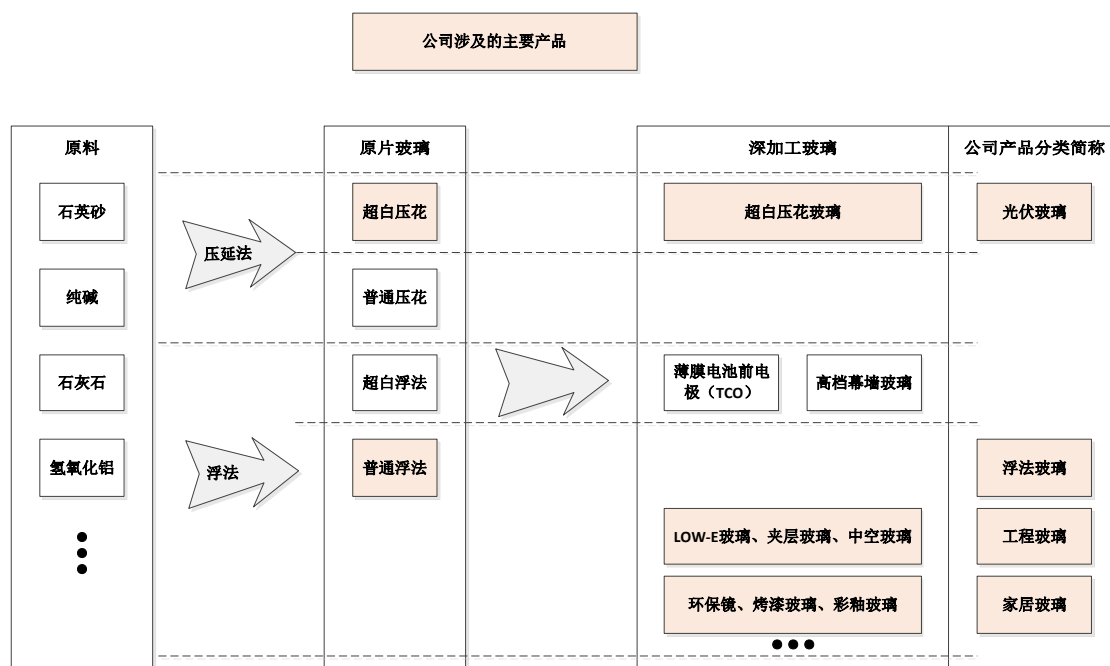 公司涉及的主要产品
原料
原片玻璃
深加工玻璃
公司产品分类简称
石英砂
超白压花
超白压花玻璃
光伏玻璃
压延法
纯碱
普通压花
石灰石
超白浮法
薄膜电池前电
极（TCO）
高档幕墙玻璃
氢氧化铝
浮法
普通浮法
浮法玻璃
LOW-E玻璃、夹层玻璃、中空玻璃
工程玻璃
环保镜、烤漆玻璃、彩釉玻璃
家居玻璃